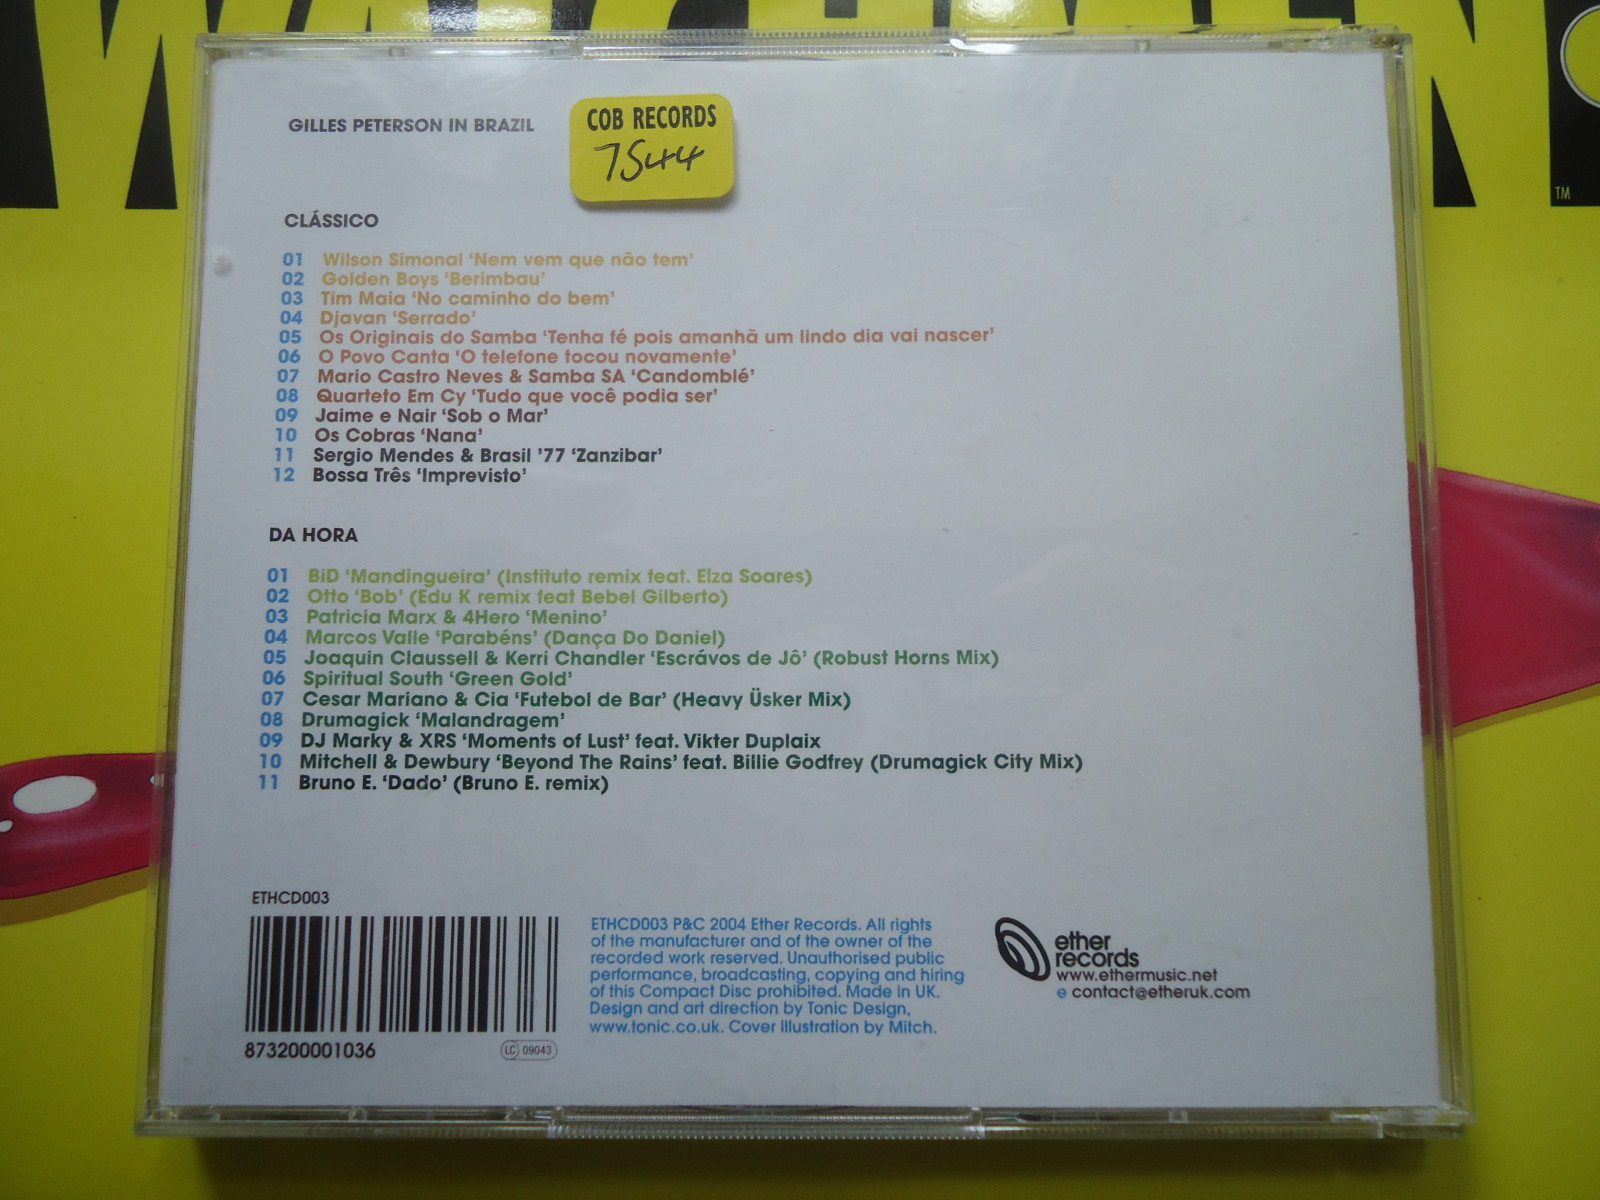 WATCHMEN
TM
GILLES PETERSON IN BRAZIL
COB RECORDS
7544
CLÁSSICO
01 Wilson Simonal ‘Nem vem que não tem’
02 Golden Boys ‘Berimbau’
03 Tim Maia ‘No caminho do bem’
04 Djavan ‘Serrado’
05 Os Originais do Samba ‘Tenha fé pois amanhã um lindo dia vai nascer’
06 O Povo Canta ‘O telefone tocou novamente’
07 Mario Castro Neves & Samba SA ‘Candomblé’
08 Quarteto Em Cy ‘Tudo que você podia ser’
09 Jaime e Nair ‘Sob o Mar’
10 Os Cobras ‘Nana’
11 Sergio Mendes & Brasil ’77 ‘Zanzibar’
12 Bossa Três ‘Imprevisto’
DA HORA
01 BiD ‘Mandingueira’ (Instituto remix feat. Elza Soares)
02 Otto ‘Bob’ (Edu K remix feat Bebel Gilberto)
03 Patricia Marx & 4Hero ‘Menino’
04 Marcos Valle ‘Parabéns’ (Dança Do Daniel)
05 Joaquin Claussell & Kerri Chandler ‘Escrávos de Jô’ (Robust Horns Mix)
06 Spiritual South ‘Green Gold’
07 Cesar Mariano & Cia ‘Futebol de Bar’ (Heavy Üsker Mix)
08 Drumagick ‘Malandragem’
09 DJ Marky & XRS ‘Moments of Lust’ feat. Vikter Duplaix
10 Mitchell & Dewbury ‘Beyond The Rains’ feat. Billie Godfrey (Drumagick City Mix)
11 Bruno E. ‘Dado’ (Bruno E. remix)
ETHCD003
873200001036
LC 09043
ETHCD003 P&C 2004 Ether Records. All rights
of the manufacturer and of the owner of the
recorded work reserved. Unauthorised public
performance, broadcasting, copying and hiring
of this Compact Disc prohibited. Made in UK.
Design and art direction by Tonic Design,
www.tonic.co.uk. Cover illustration by Mitch.
ether
records
www.ethermusic.net
e contact@etheruk.com